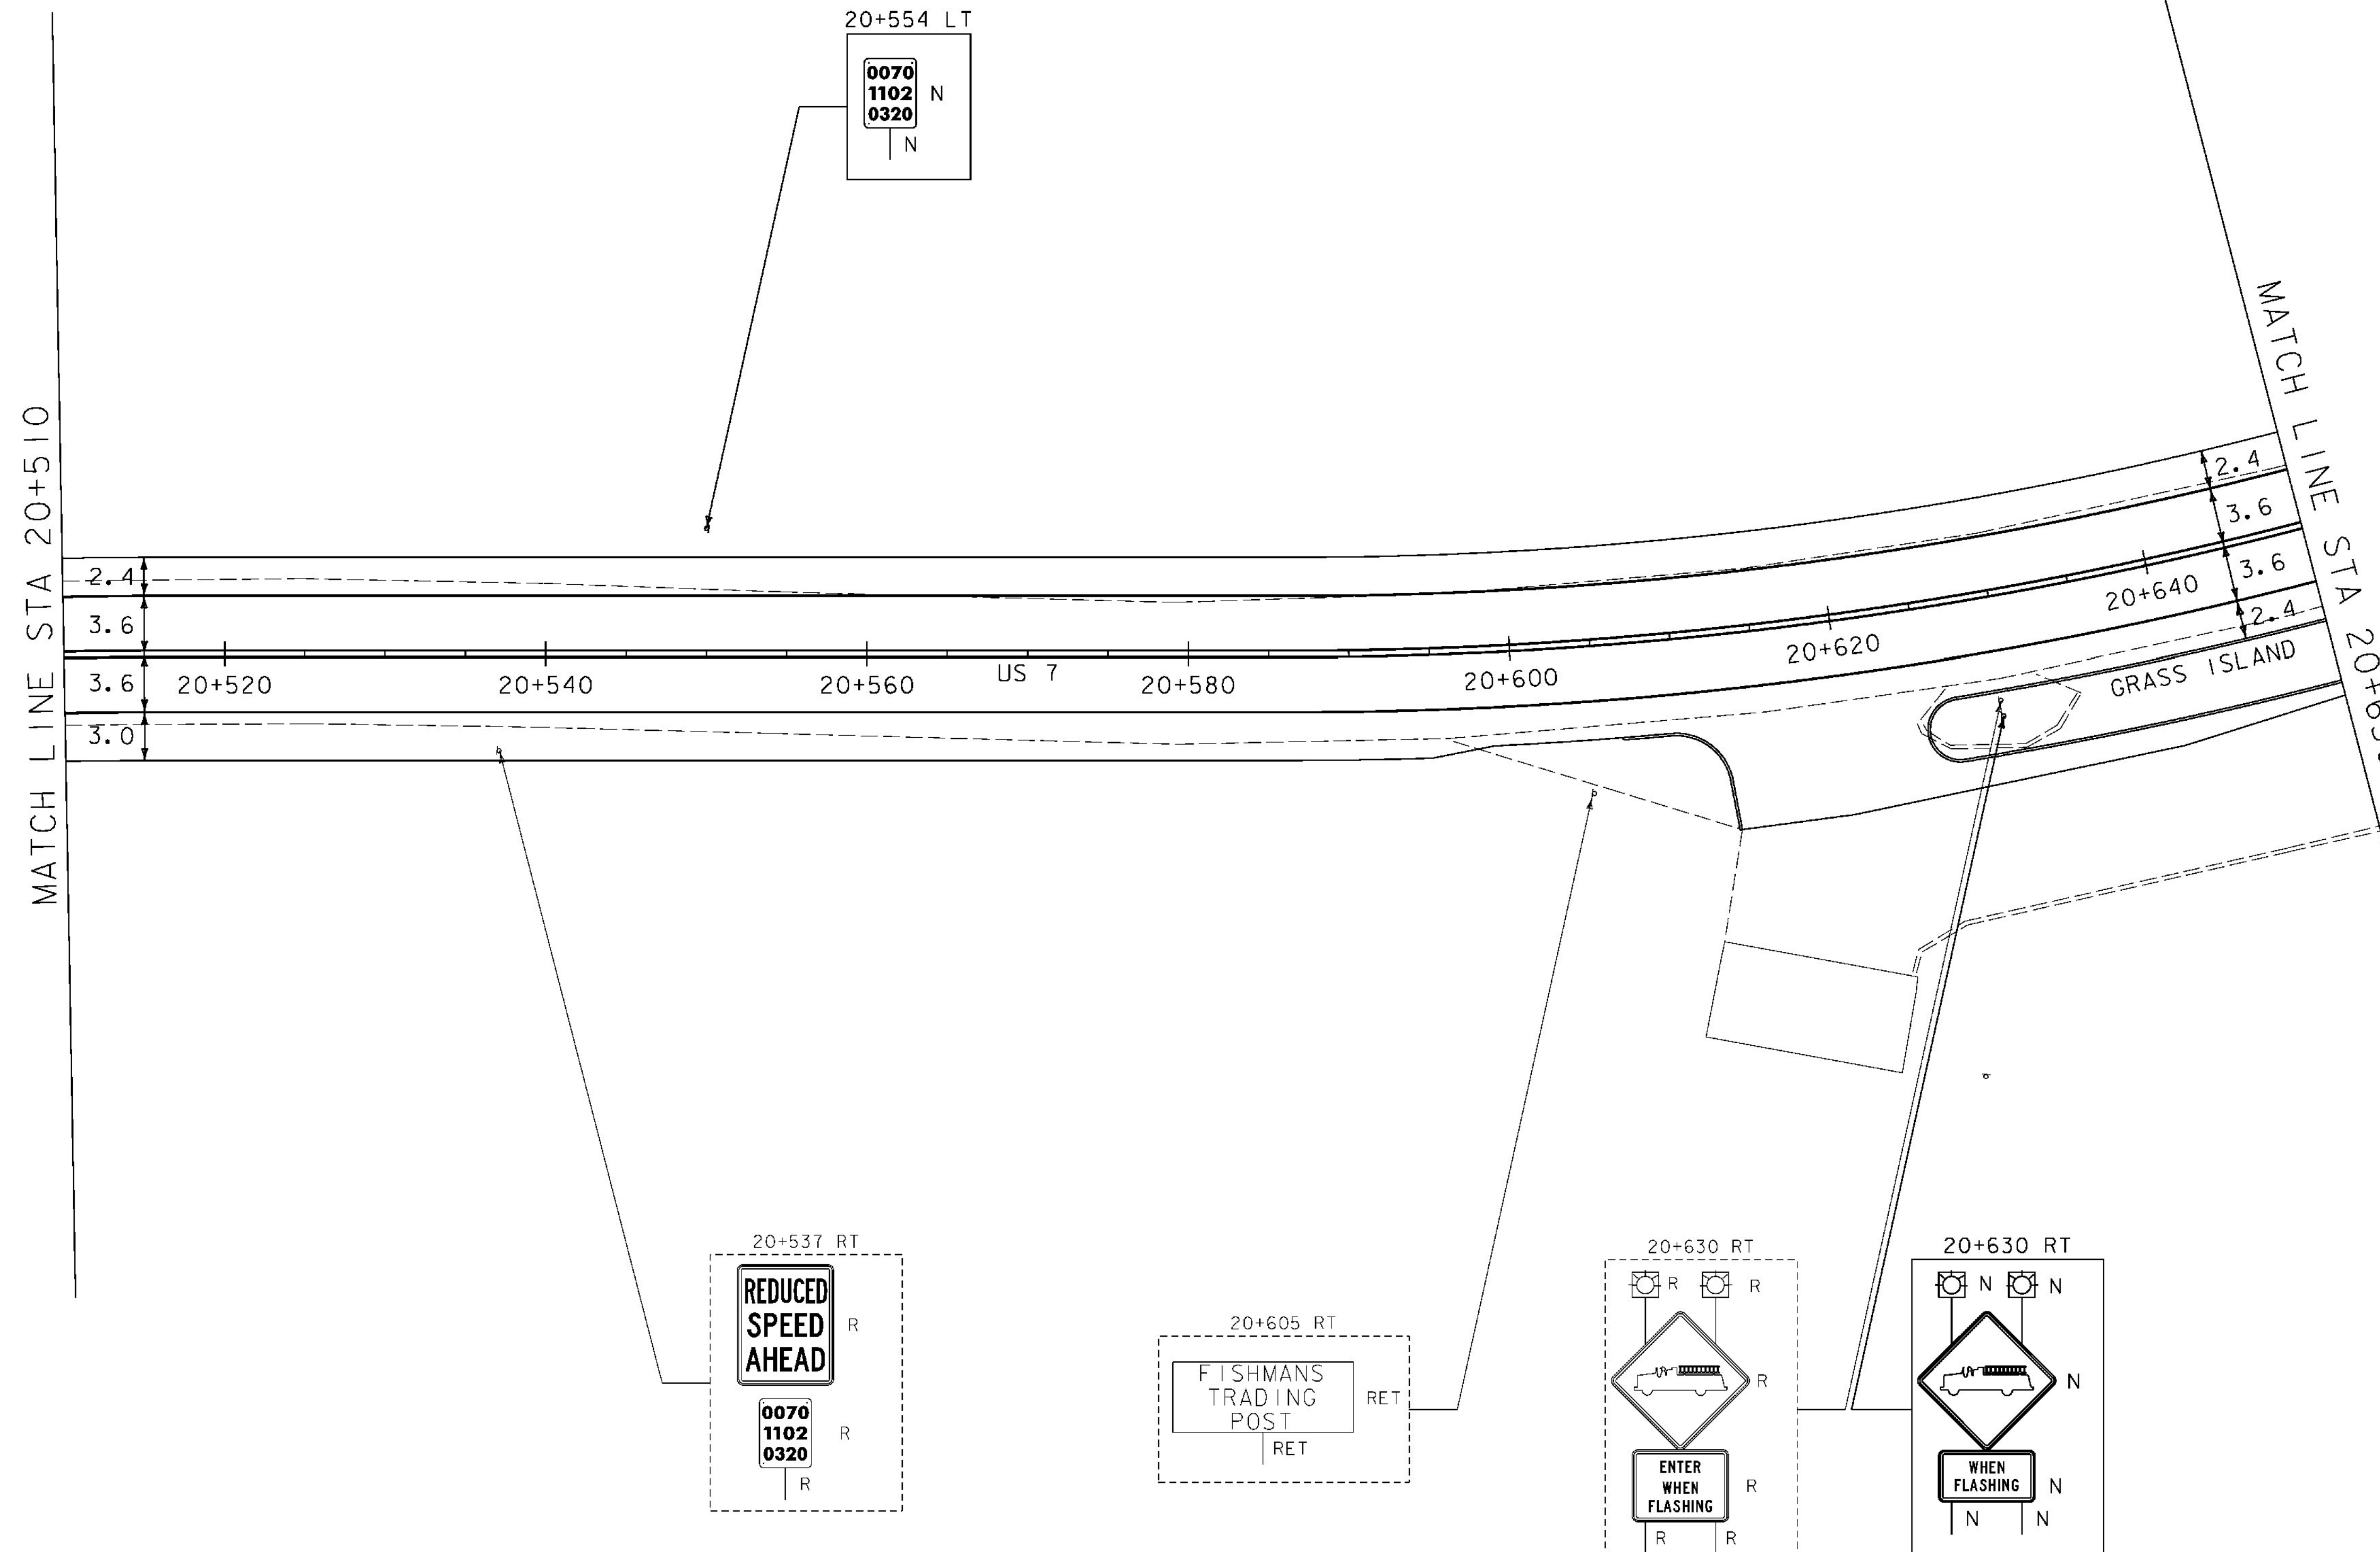 20+554 LT
0070
1102
0320
N
N
MATCH LINE STA 20+510
2.4
3.6
3.6
3.0
20+520
20+540
20+560
US 7
20+580
20+600
20+620
20+640
2.4
3.6
3.6
2.4
GRASS ISLAND
MATCH LINE STA
20+537 RT
REDUCED
SPEED
AHEAD
R
0070
1102
0320
R
R
20+605 RT
FISHMANS
TRADING
POST
RET
RET
20+630 RT
R
R
R
ENTER
WHEN
FLASHING
R
R
R
20+630 RT
N
N
N
WHEN
FLASHING
N
N
N